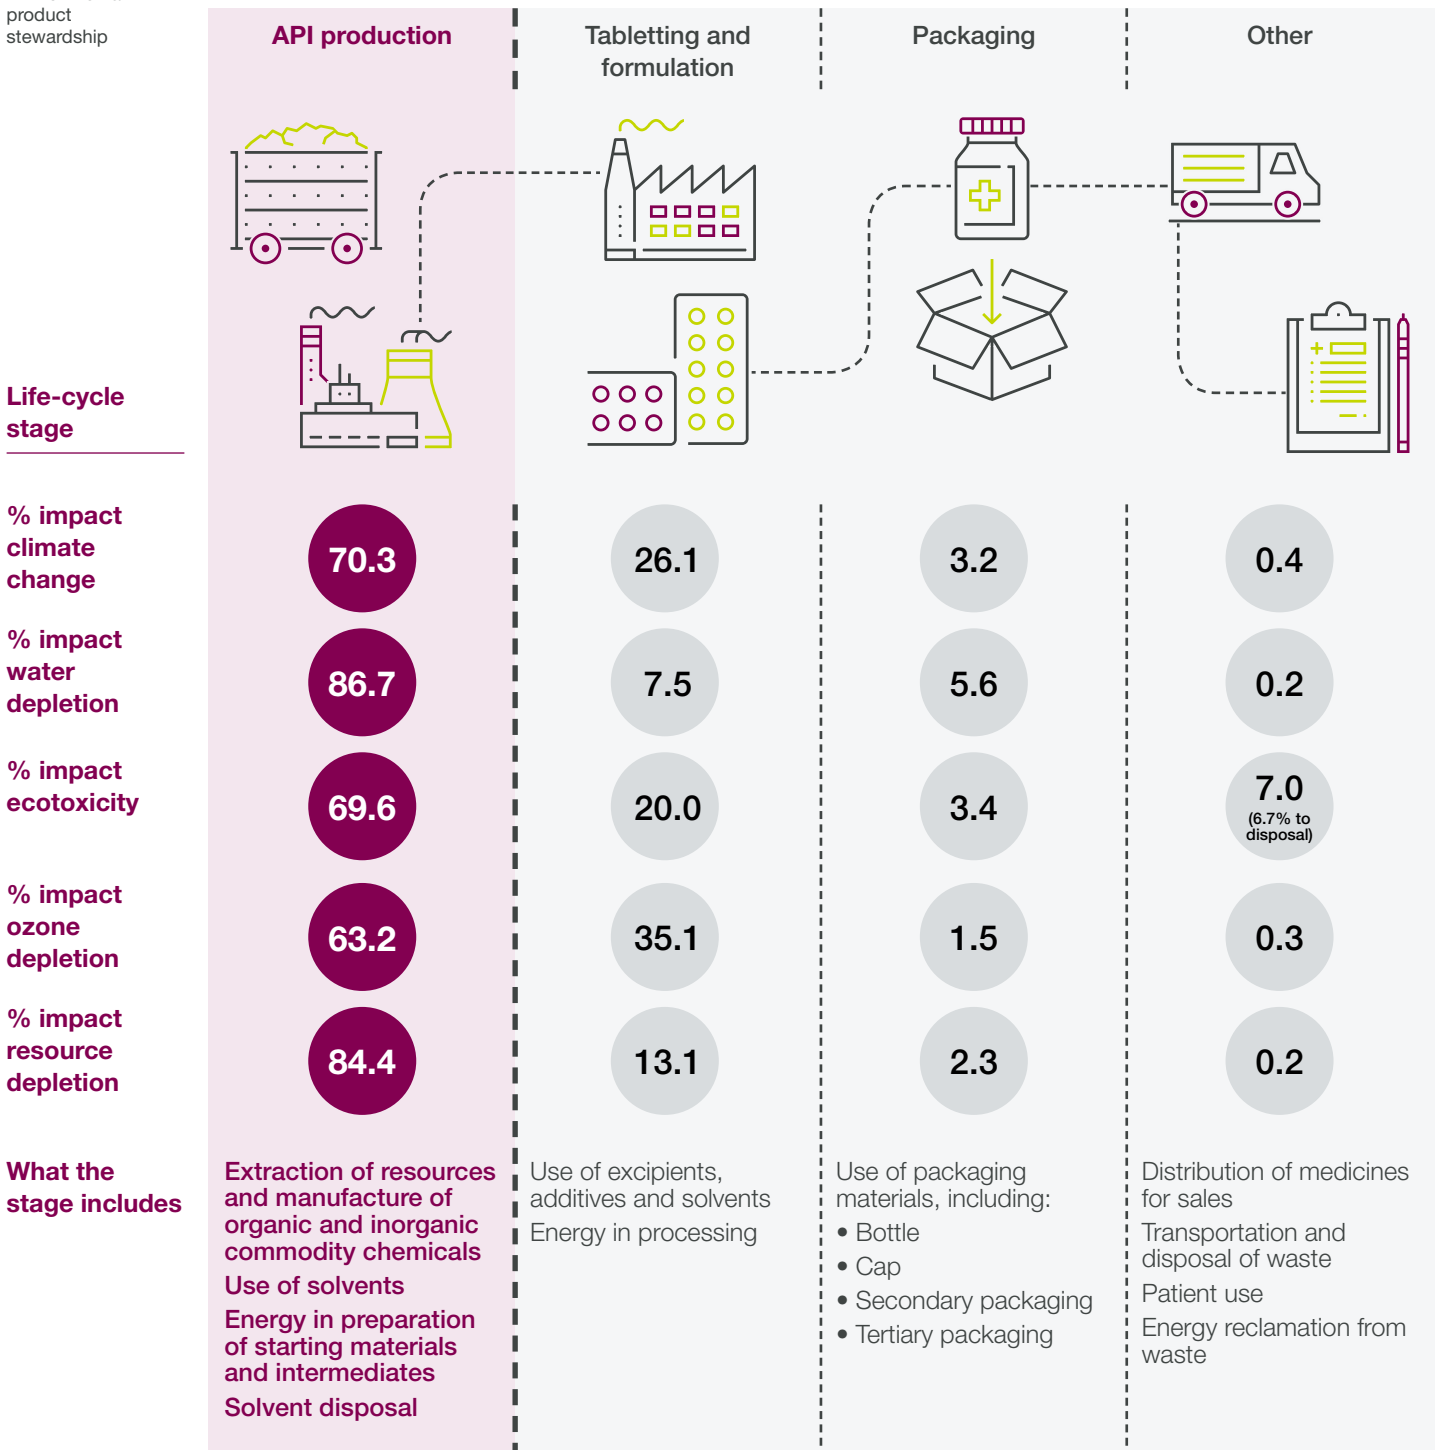 product
stewardship
API production
Tabletting and
formulation
Packaging
Other
Life-cycle
stage
% impact
climate
change
70.3
26.1
3.2
0.4
% impact
water
depletion
86.7
7.5
5.6
0.2
% impact
ecotoxicity
69.6
20.0
3.4
7.0
(6.7% to
disposal)
% impact
ozone
depletion
63.2
35.1
1.5
0.3
% impact
resource
depletion
84.4
13.1
2.3
0.2
What the
stage includes
Extraction of resources
and manufacture of
organic and inorganic
commodity chemicals
Use of solvents
Energy in preparation
of starting materials
and intermediates
Solvent disposal
Use of excipients,
additives and solvents
Energy in processing
Use of packaging
materials, including:
• Bottle
• Cap
• Secondary packaging
• Tertiary packaging
Distribution of medicines
for sales
Transportation and
disposal of waste
Patient use
Energy reclamation from
waste